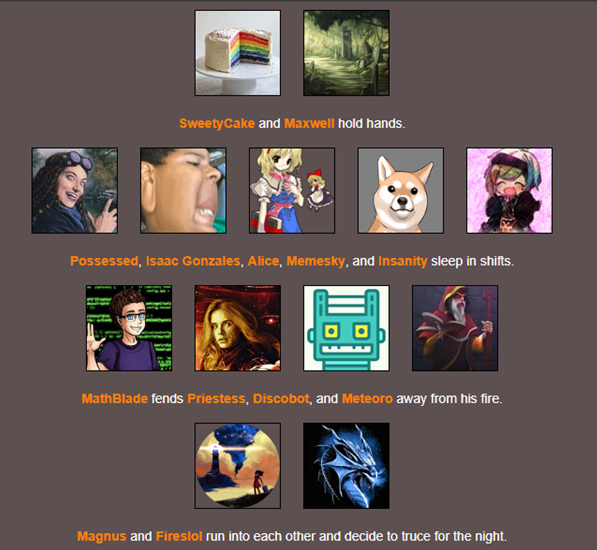 SweetyCake and Maxwell hold hands.
Possessed, Isaac Gonzales, Alice, Memesky, and Insanity sleep in shifts.
MathBlade fends Priestess, Discobot, and Meteoro away from his fire.
Magnus and Fireslol run into each other and decide to truce for the night.